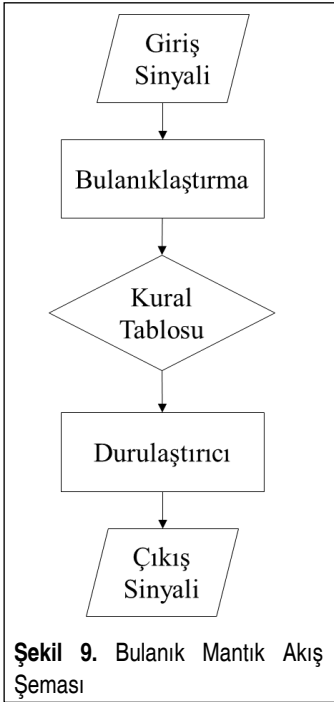 Giriş
Sinyali
Bulanıklaştırma
Kural
Tablosu
Durulaştırıcı
Çıkış
Sinyali
Şekil 9. Bulanık Mantık Akış
Şeması